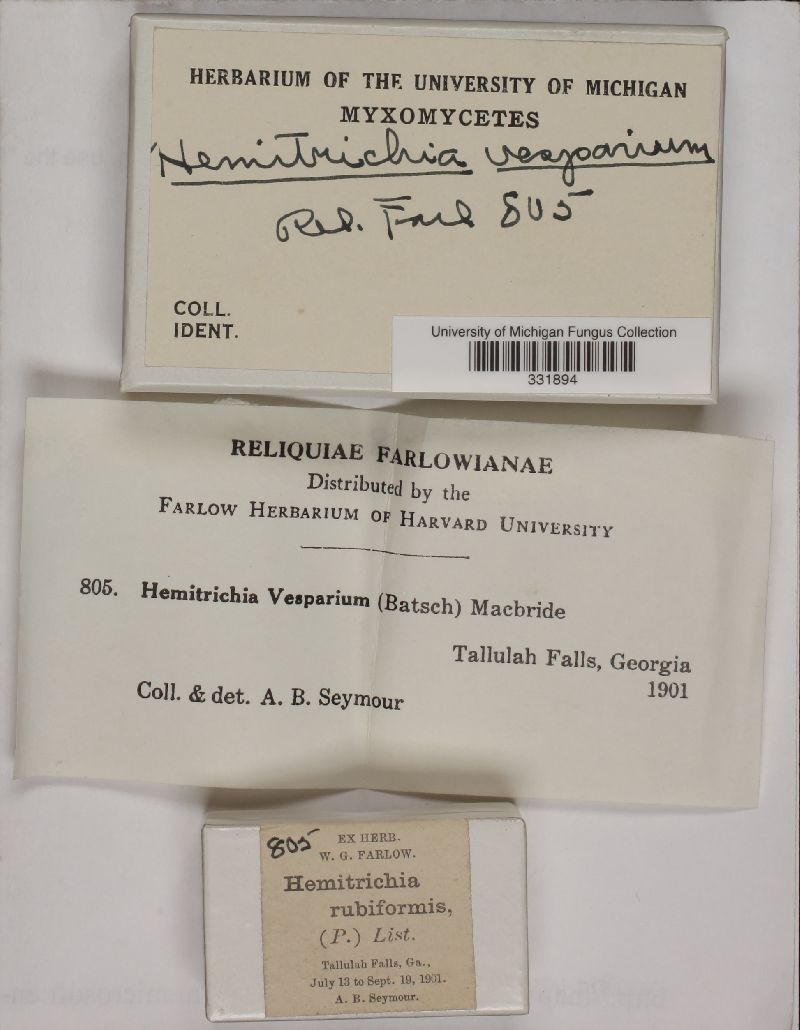 HERBARIUM OF THE UNIVERSITY OF MICHIGAN
MYXOMYCETES
Hemitrichia vesparium
Rel. Farl 805
COLL.
IDENT.
University of Michigan Fungus Collection
331894
RELIQUIAE FARLOWIANAE
Distributed by the
FARLOW HERBARIUM OF HARVARD UNIVERSITY
805. Hemitrichia Vesparium (Batsch) Macbride
Tallulah Falls, Georgia
1901
Coll. & det. A. B. Seymour
805
EX HERB.
W. G. FARLOW.
Hemitrichia
rubiformis,
(P.) List.
Tallulah Falls, Ga.,
July 13 to Sept. 19, 1901.
A. B. Seymour.